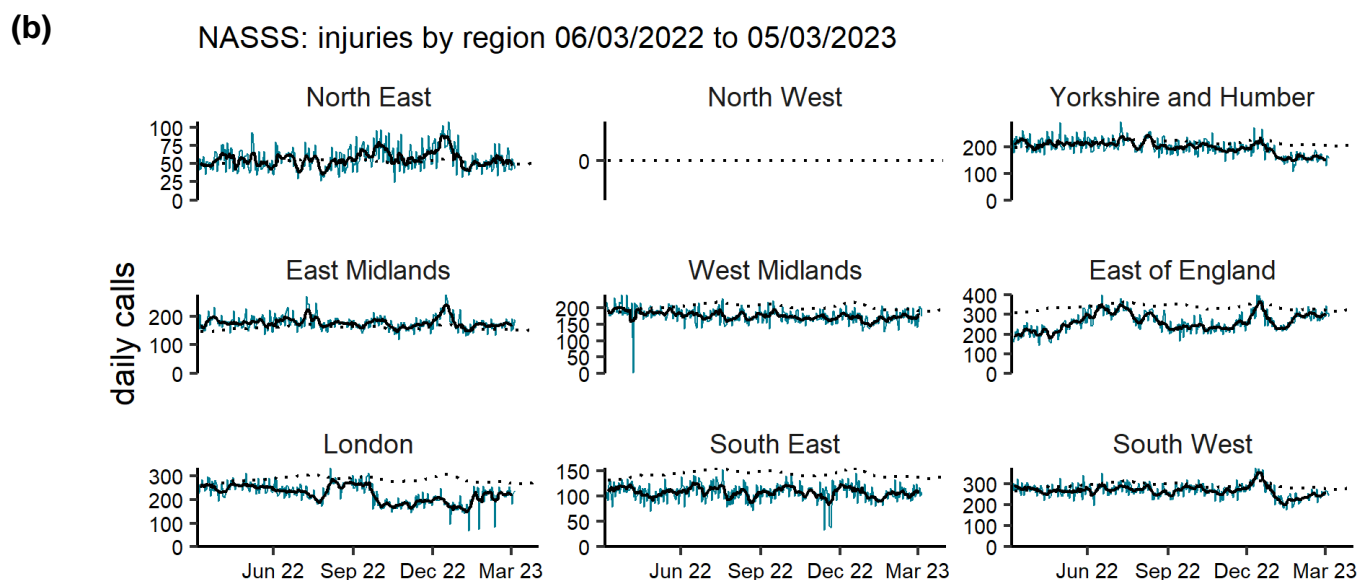 (b)
NASSS: injuries by region 06/03/2022 to 05/03/2023
North East
North West
Yorkshire and Humber
100
75
50
25
0
0
200
100
0
East Midlands
West Midlands
East of England
200
100
0
200
150
100
50
0
400
300
200
100
0
daily calls
London
South East
South West
300
200
100
0
150
100
50
0
300
200
100
0
Jun 22 Sep 22 Dec 22 Mar 23
Jun 22 Sep 22 Dec 22 Mar 23
Jun 22 Sep 22 Dec 22 Mar 23